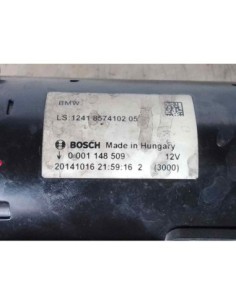 BMW
LS 1241 8574102 05
BOSCH Made in Hungary
0 001 148 509 12V
20141016 21:59:16 2 (3000)